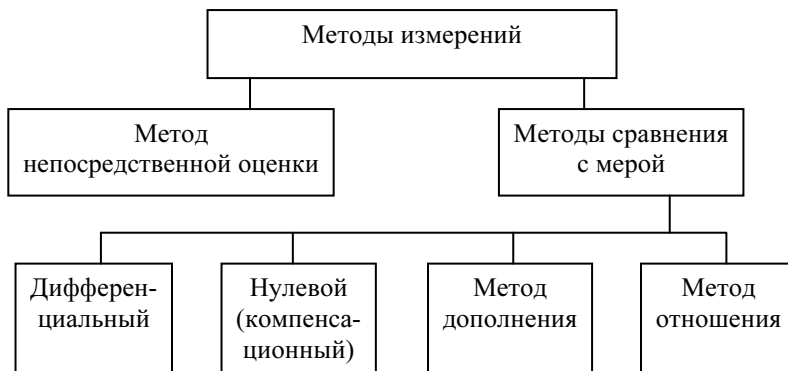 Методы измерений
Метод
непосредственной оценки
Методы сравнения
с мерой
Дифферен-
циальный
Нулевой
(компенса-
ционный)
Метод
дополнения
Метод
отношения